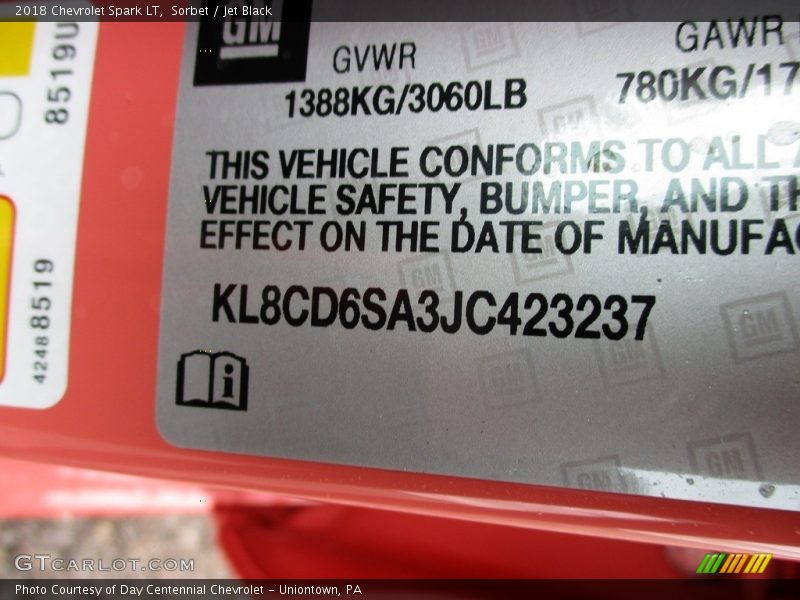 2018 Chevrolet Spark LT, Sorbet / Jet Black
GM
GVWR
GAWR
1388KG/3060LB
780KG/17
THIS VEHICLE CONFORMS TO ALL A
VEHICLE SAFETY, BUMPER, AND TH
EFFECT ON THE DATE OF MANUFAC
KL8CD6SA3JC423237
i
8519U
4248 8519
GTCARLOT.COM
Photo Courtesy of Day Centennial Chevrolet - Uniontown, PA